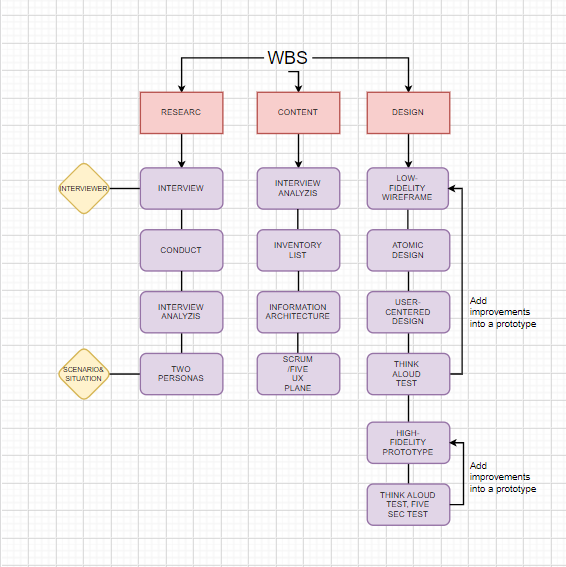 WBS
RESEARC
CONTENT
DESIGN
INTERVIEWER
INTERVIEW
INTERVIEW
ANALYZIS
LOW-
FIDELITY
WIREFRAME
CONDUCT
INVENTORY
LIST
ATOMIC
DESIGN
INTERVIEW
ANALYZIS
INFORMATION
ARCHITECTURE
USER-
CENTERED
DESIGN
Add
improvements
into a prototype
SCENARIO&
SITUATION
TWO
PERSONAS
SCRUM
/FIVE
UX
PLANE
THINK
ALOUD
TEST
HIGH-
FIDELITY
PROTOTYPE
Add
improvements
into a prototype
THINK ALOUD
TEST, FIVE
SEC TEST